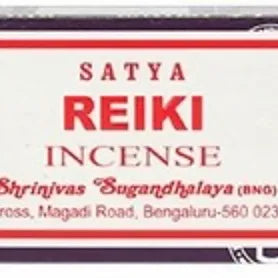 SATYA
REIKI
INCENSE
Shrinivas Sugandhalaya (BNG)
ross, Magadi Road, Bengaluru-560 023